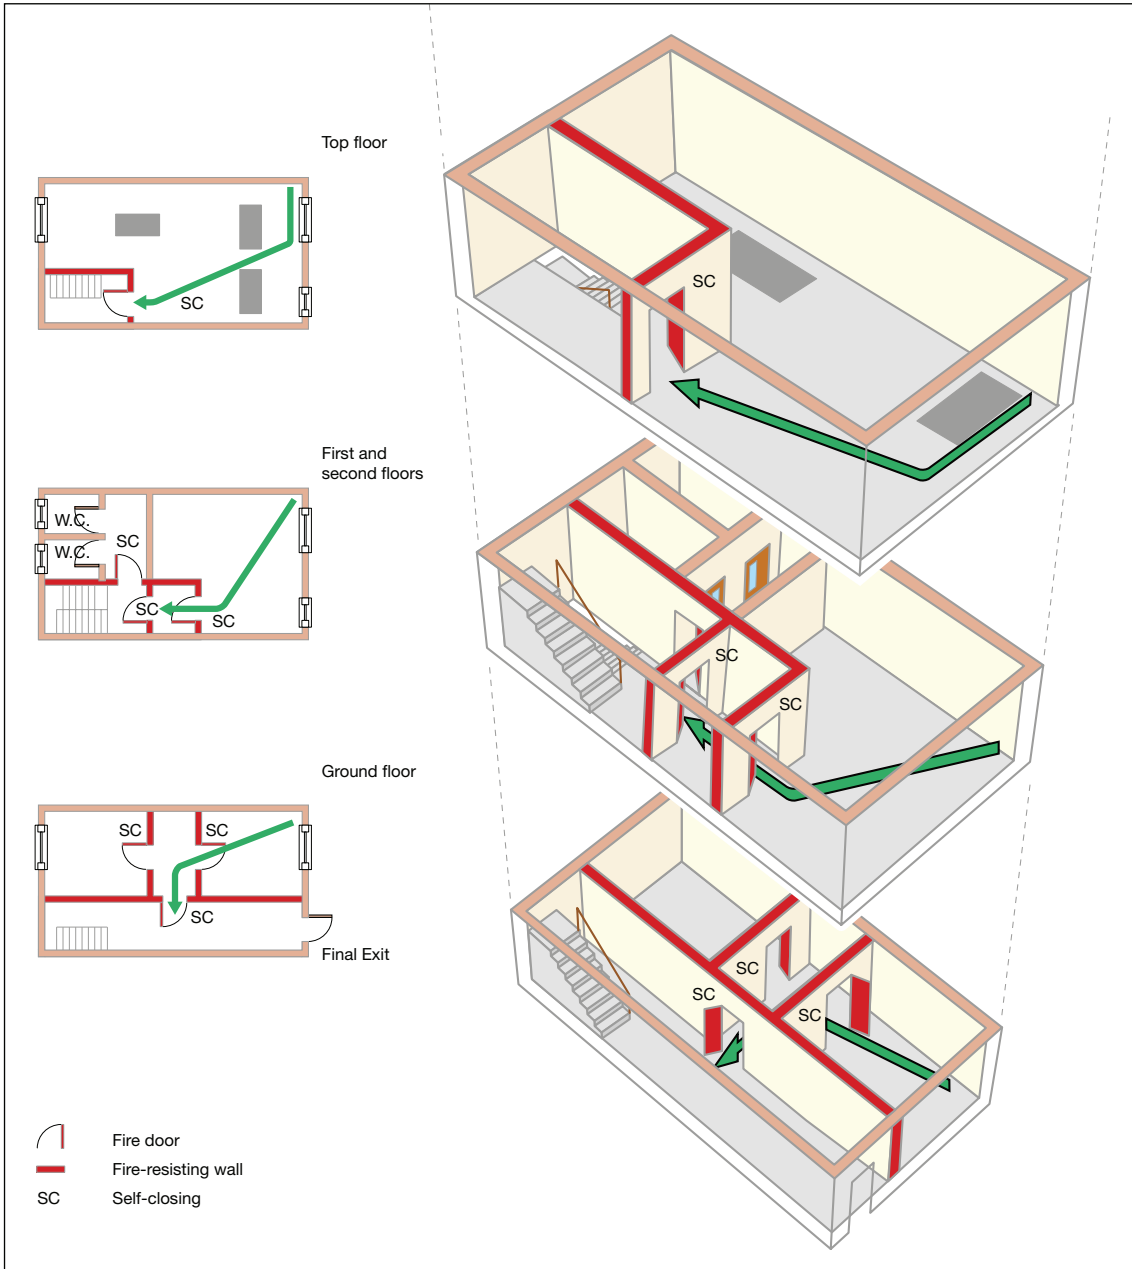 Top floor
SC
SC
First and
second floors
W.C.
W.C.
SC
SC
SC
SC
SC
Ground floor
SC
SC
SC
Final Exit
SC
SC
SC
Fire door
Fire-resisting wall
SC
Self-closing